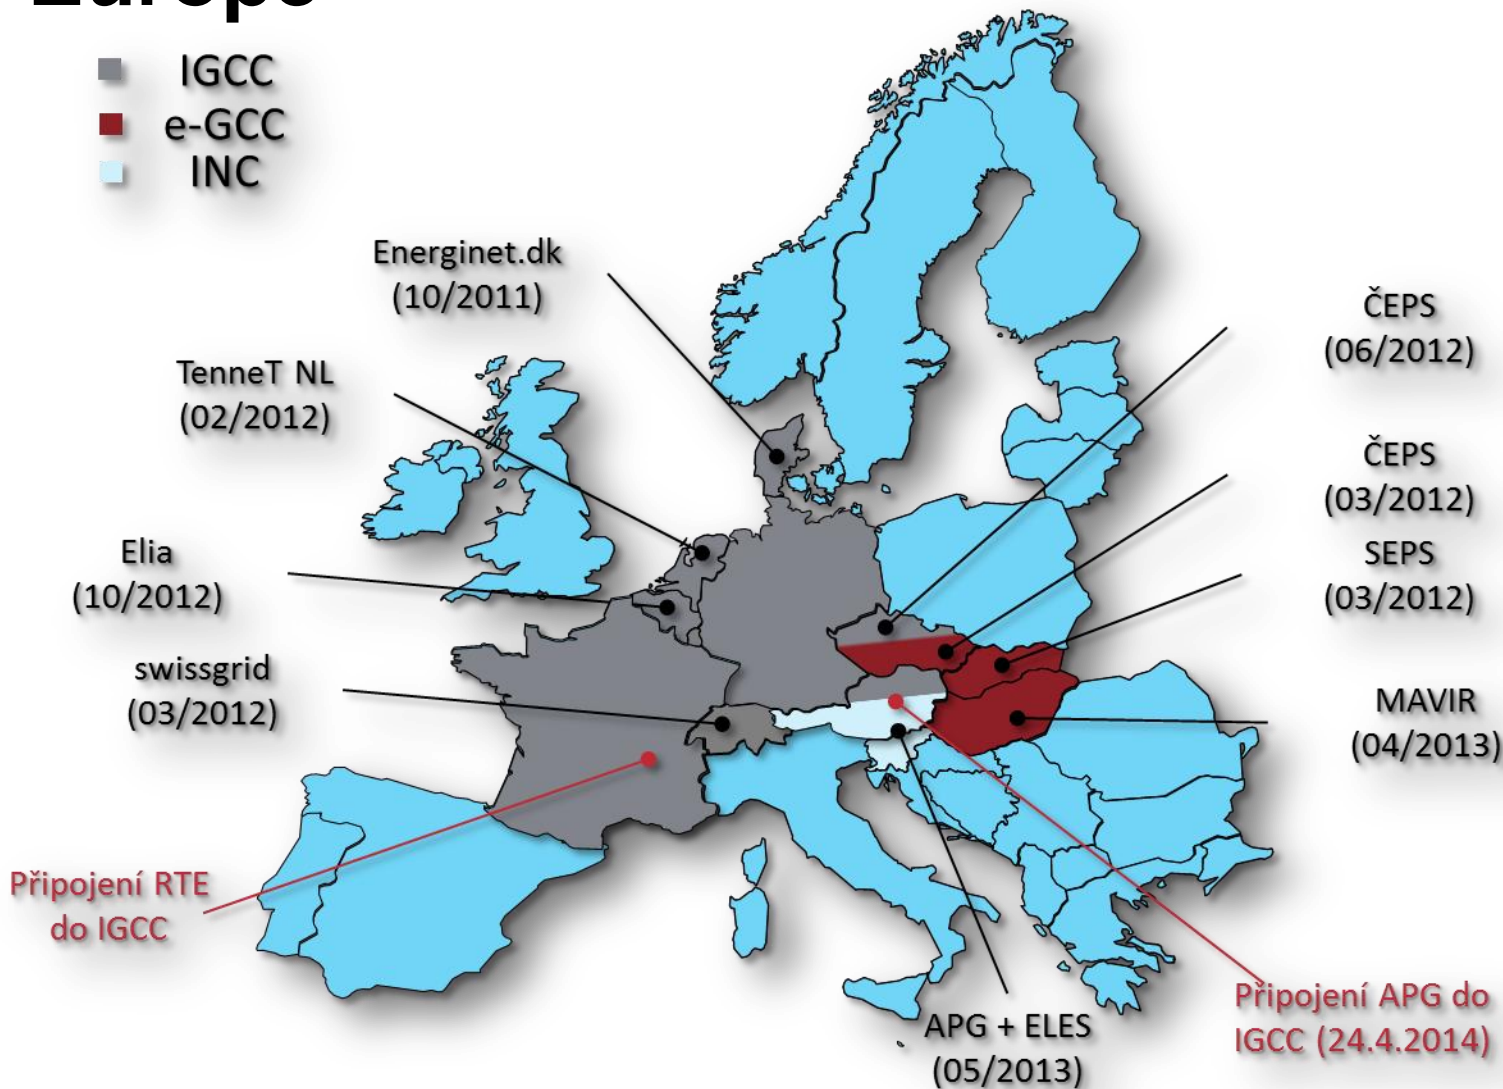 Europe
IGCC
e-GCC
INC
Energinet.dk
(10/2011)
TenneT NL
(02/2012)
Elia
(10/2012)
swissgrid
(03/2012)
Připojení RTE
do IGCC
ČEPS
(06/2012)
ČEPS
(03/2012)
SEPS
(03/2012)
MAVIR
(04/2013)
APG + ELES
(05/2013)
Připojení APG do
IGCC (24.4.2014)